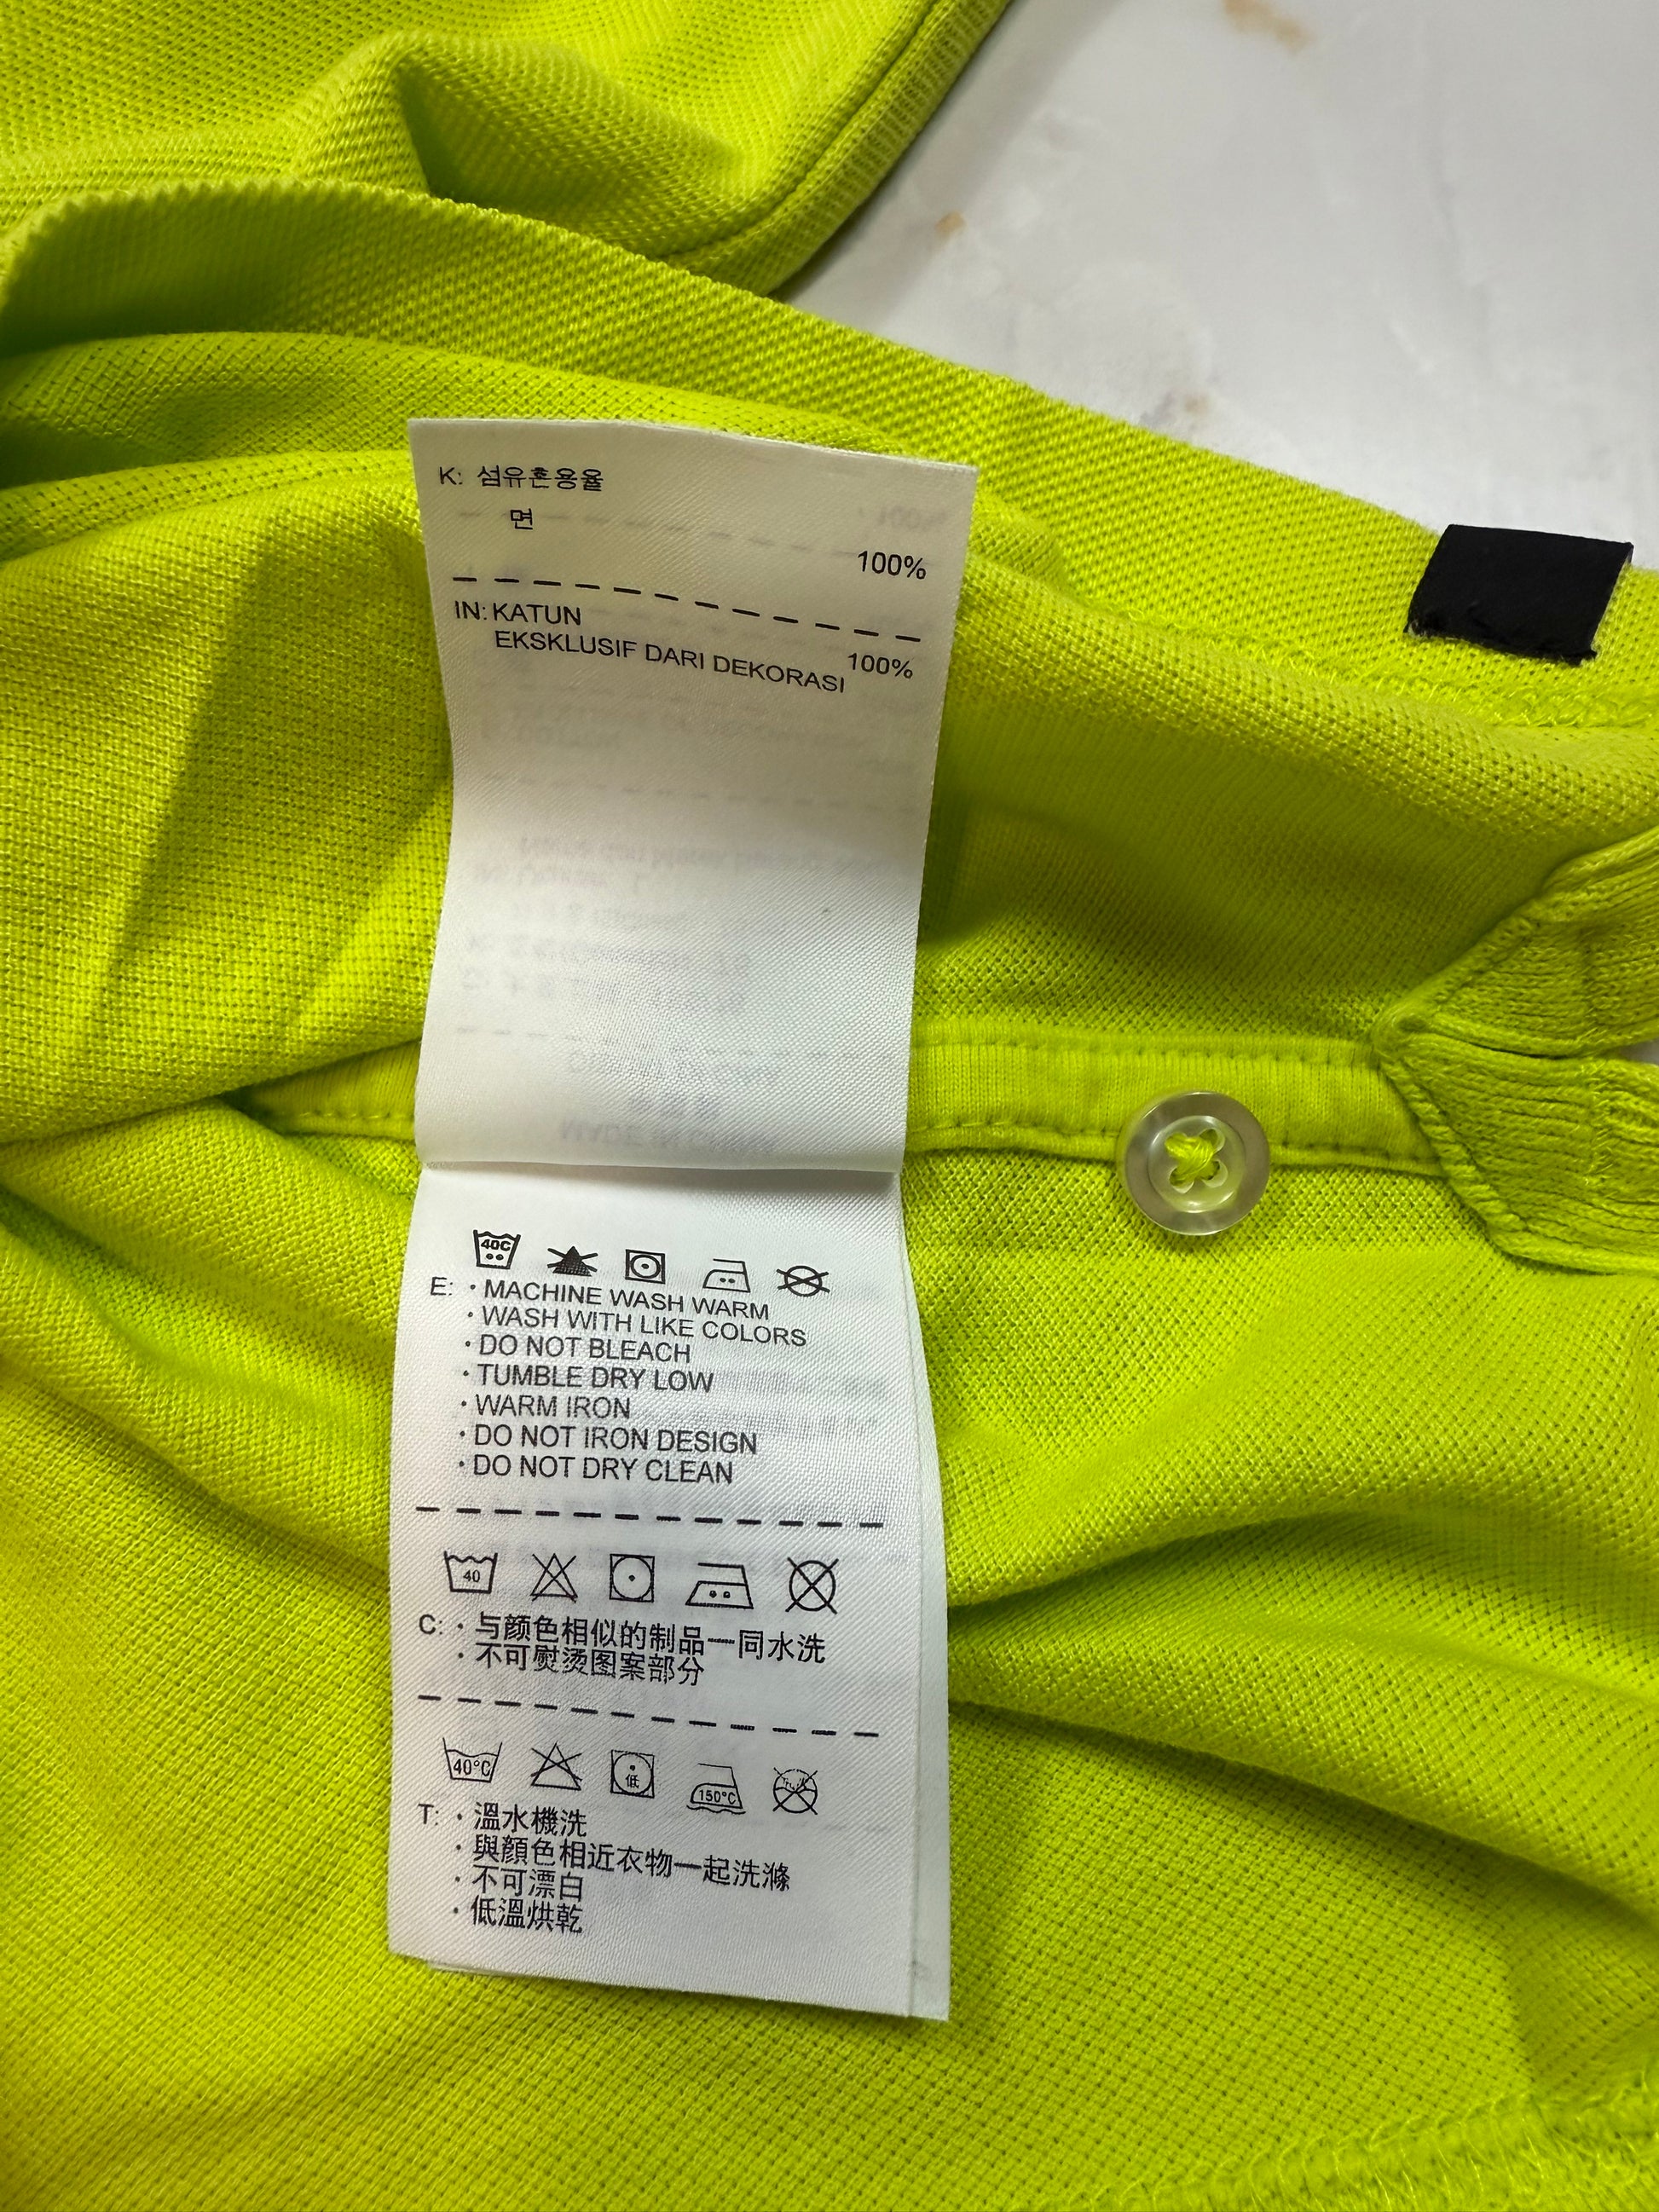 K: 섬유혼용율
면
100%
IN: KATUN
100%
EKSKLUSIF DARI DEKORASI
40C
E: · MACHINE WASH WARM
· WASH WITH LIKE COLORS
· DO NOT BLEACH
· TUMBLE DRY LOW
· WARM IRON
· DO NOT IRON DESIGN
· DO NOT DRY CLEAN
40
C: · 与颜色相似的制品一同水洗
· 不可熨烫图案部分
40°C 低 150°C
T: · 溫水機洗
· 與顏色相近衣物一起洗滌
· 不可漂白
· 低溫烘乾